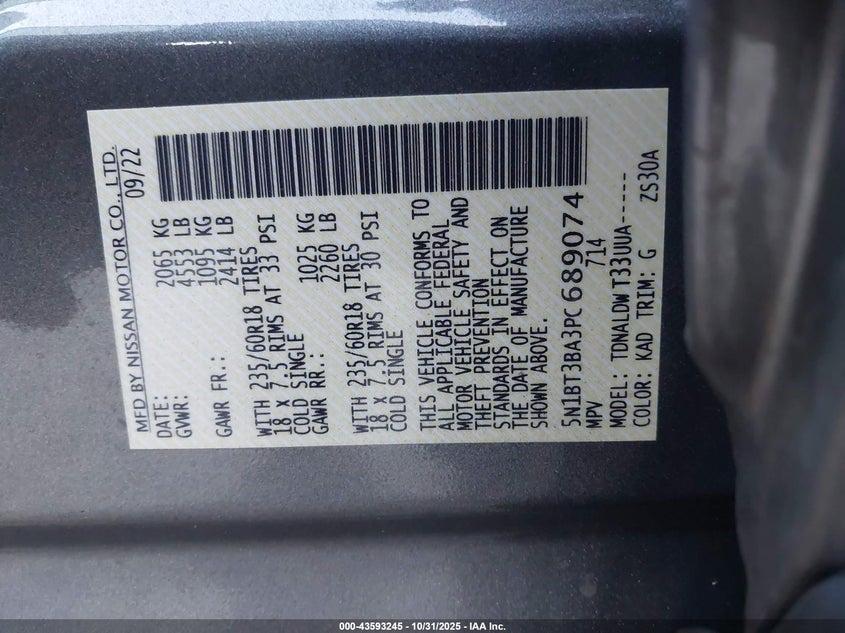 MFD BY NISSAN MOTOR CO., LTD.
DATE: 09/22
GVWR: 2065 KG
4553 LB
GAWR FR.: 1095 KG
2414 LB
WITH 235/60R18 TIRES
18 X 7.5 RIMS AT 33 PSI
COLD SINGLE
GAWR RR.: 1025 KG
2260 LB
WITH 235/60R18 TIRES
18 X 7.5 RIMS AT 30 PSI
COLD SINGLE
THIS VEHICLE CONFORMS TO
ALL APPLICABLE FEDERAL
MOTOR VEHICLE SAFETY AND
THEFT PREVENTION
STANDARDS IN EFFECT ON
THE DATE OF MANUFACTURE
SHOWN ABOVE.
5N1BT3BA3PC689074
MPV 714
MODEL: TDNALDW T33UUA------
COLOR: KAD TRIM: G ZS30A
000-43593245 - 10/31/2025 - IAA Inc.